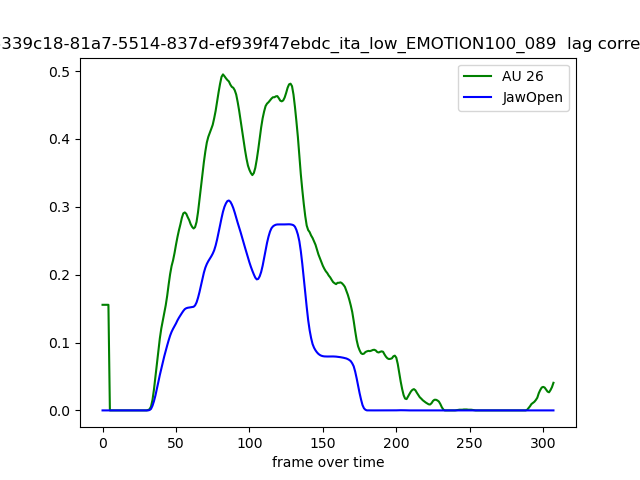 339c18-81a7-5514-837d-ef939f47ebdc_ita_low_EMOTION100_089  lag corre
AU 26
JawOpen
0.5
0.4
0.3
0.2
0.1
0.0
0 50 100 150 200 250 300
frame over time